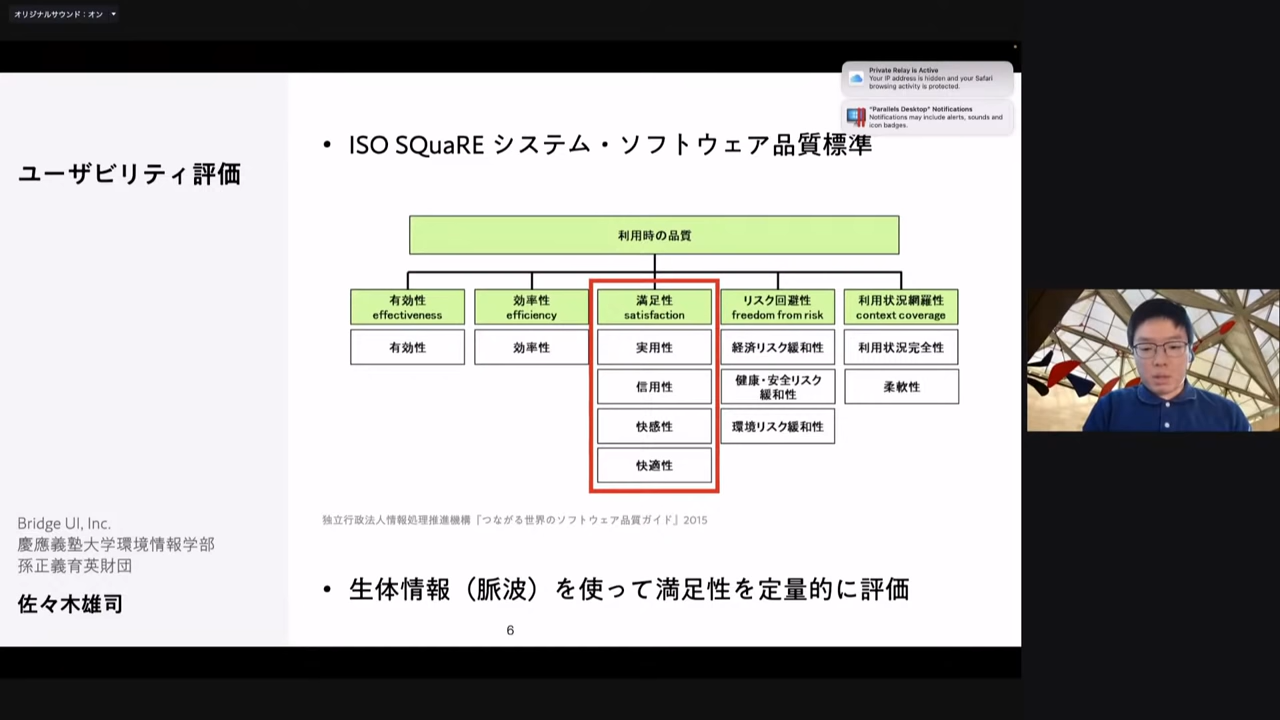 オリジナルサウンド：オン
Private Relay is Active
Your IP address is hidden and your Safari
browsing activity is protected.
"Parallels Desktop" Notifications
Notifications may include alerts, sounds and
icon badges.
ユーザビリティ評価
• ISO SQuaRE システム・ソフトウェア品質標準
利用時の品質
有効性
effectiveness
効率性
efficiency
満足性
satisfaction
リスク回避性
freedom from risk
利用状況網羅性
context coverage
有効性
効率性
実用性
経済リスク緩和性
利用状況完全性
信用性
健康・安全リスク
緩和性
柔軟性
快感性
環境リスク緩和性
快適性
独立行政法人情報処理推進機構『つながる世界のソフトウェア品質ガイド』2015
Bridge UI, Inc.
慶應義塾大学環境情報学部
孫正義育英財団
佐々木雄司
• 生体情報（脈波）を使って満足性を定量的に評価
6